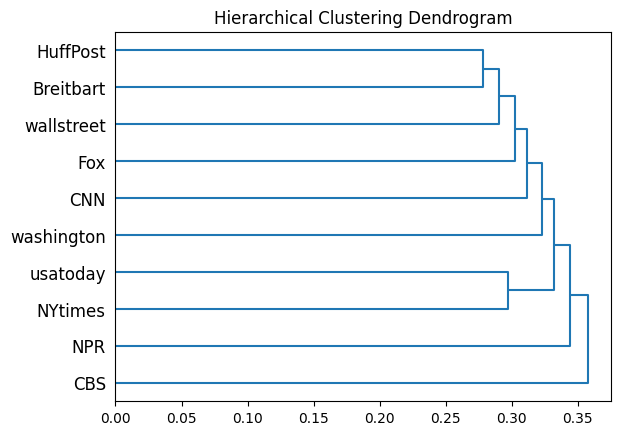 Hierarchical Clustering Dendrogram
HuffPost
Breitbart
wallstreet
Fox
CNN
washington
usatoday
NYtimes
NPR
CBS
0.00 0.05 0.10 0.15 0.20 0.25 0.30 0.35